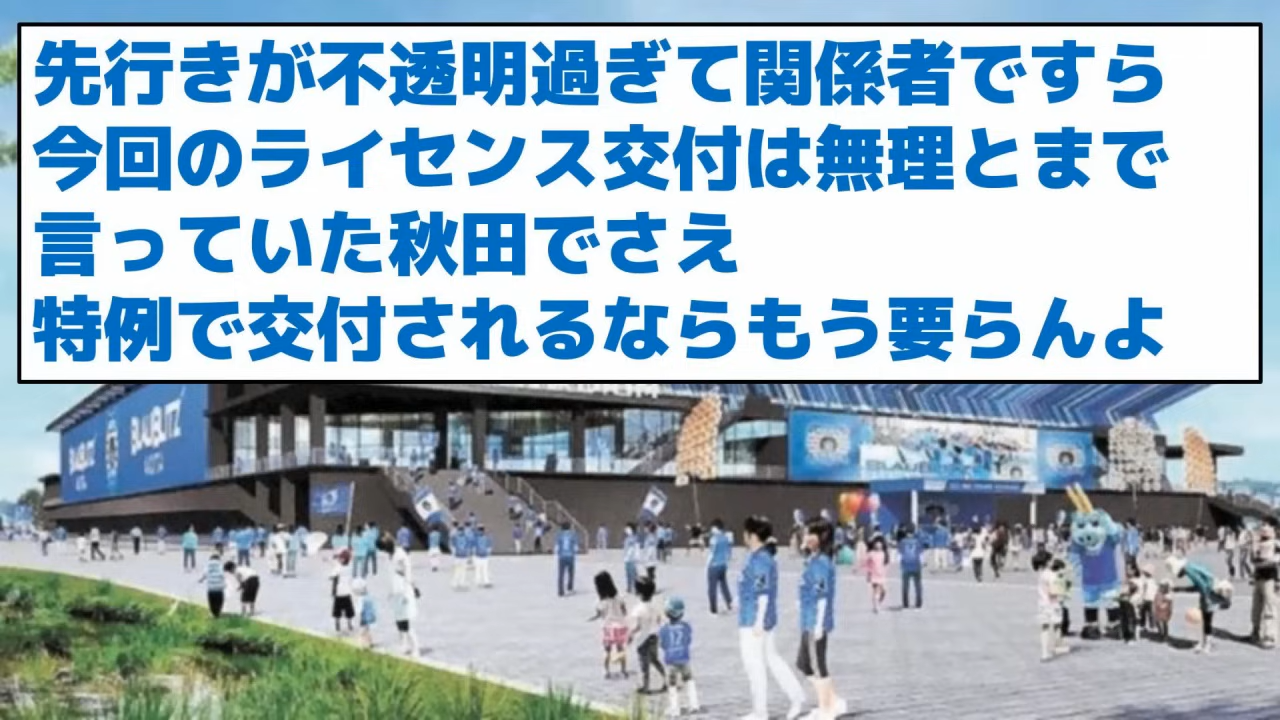 先行きが不透明過ぎて関係者ですら
今回のライセンス交付は無理とまで
言っていた秋田でさえ
特例で交付されるならもう要らんよ
BLAUBLITZ
BLAUBLITZ
12